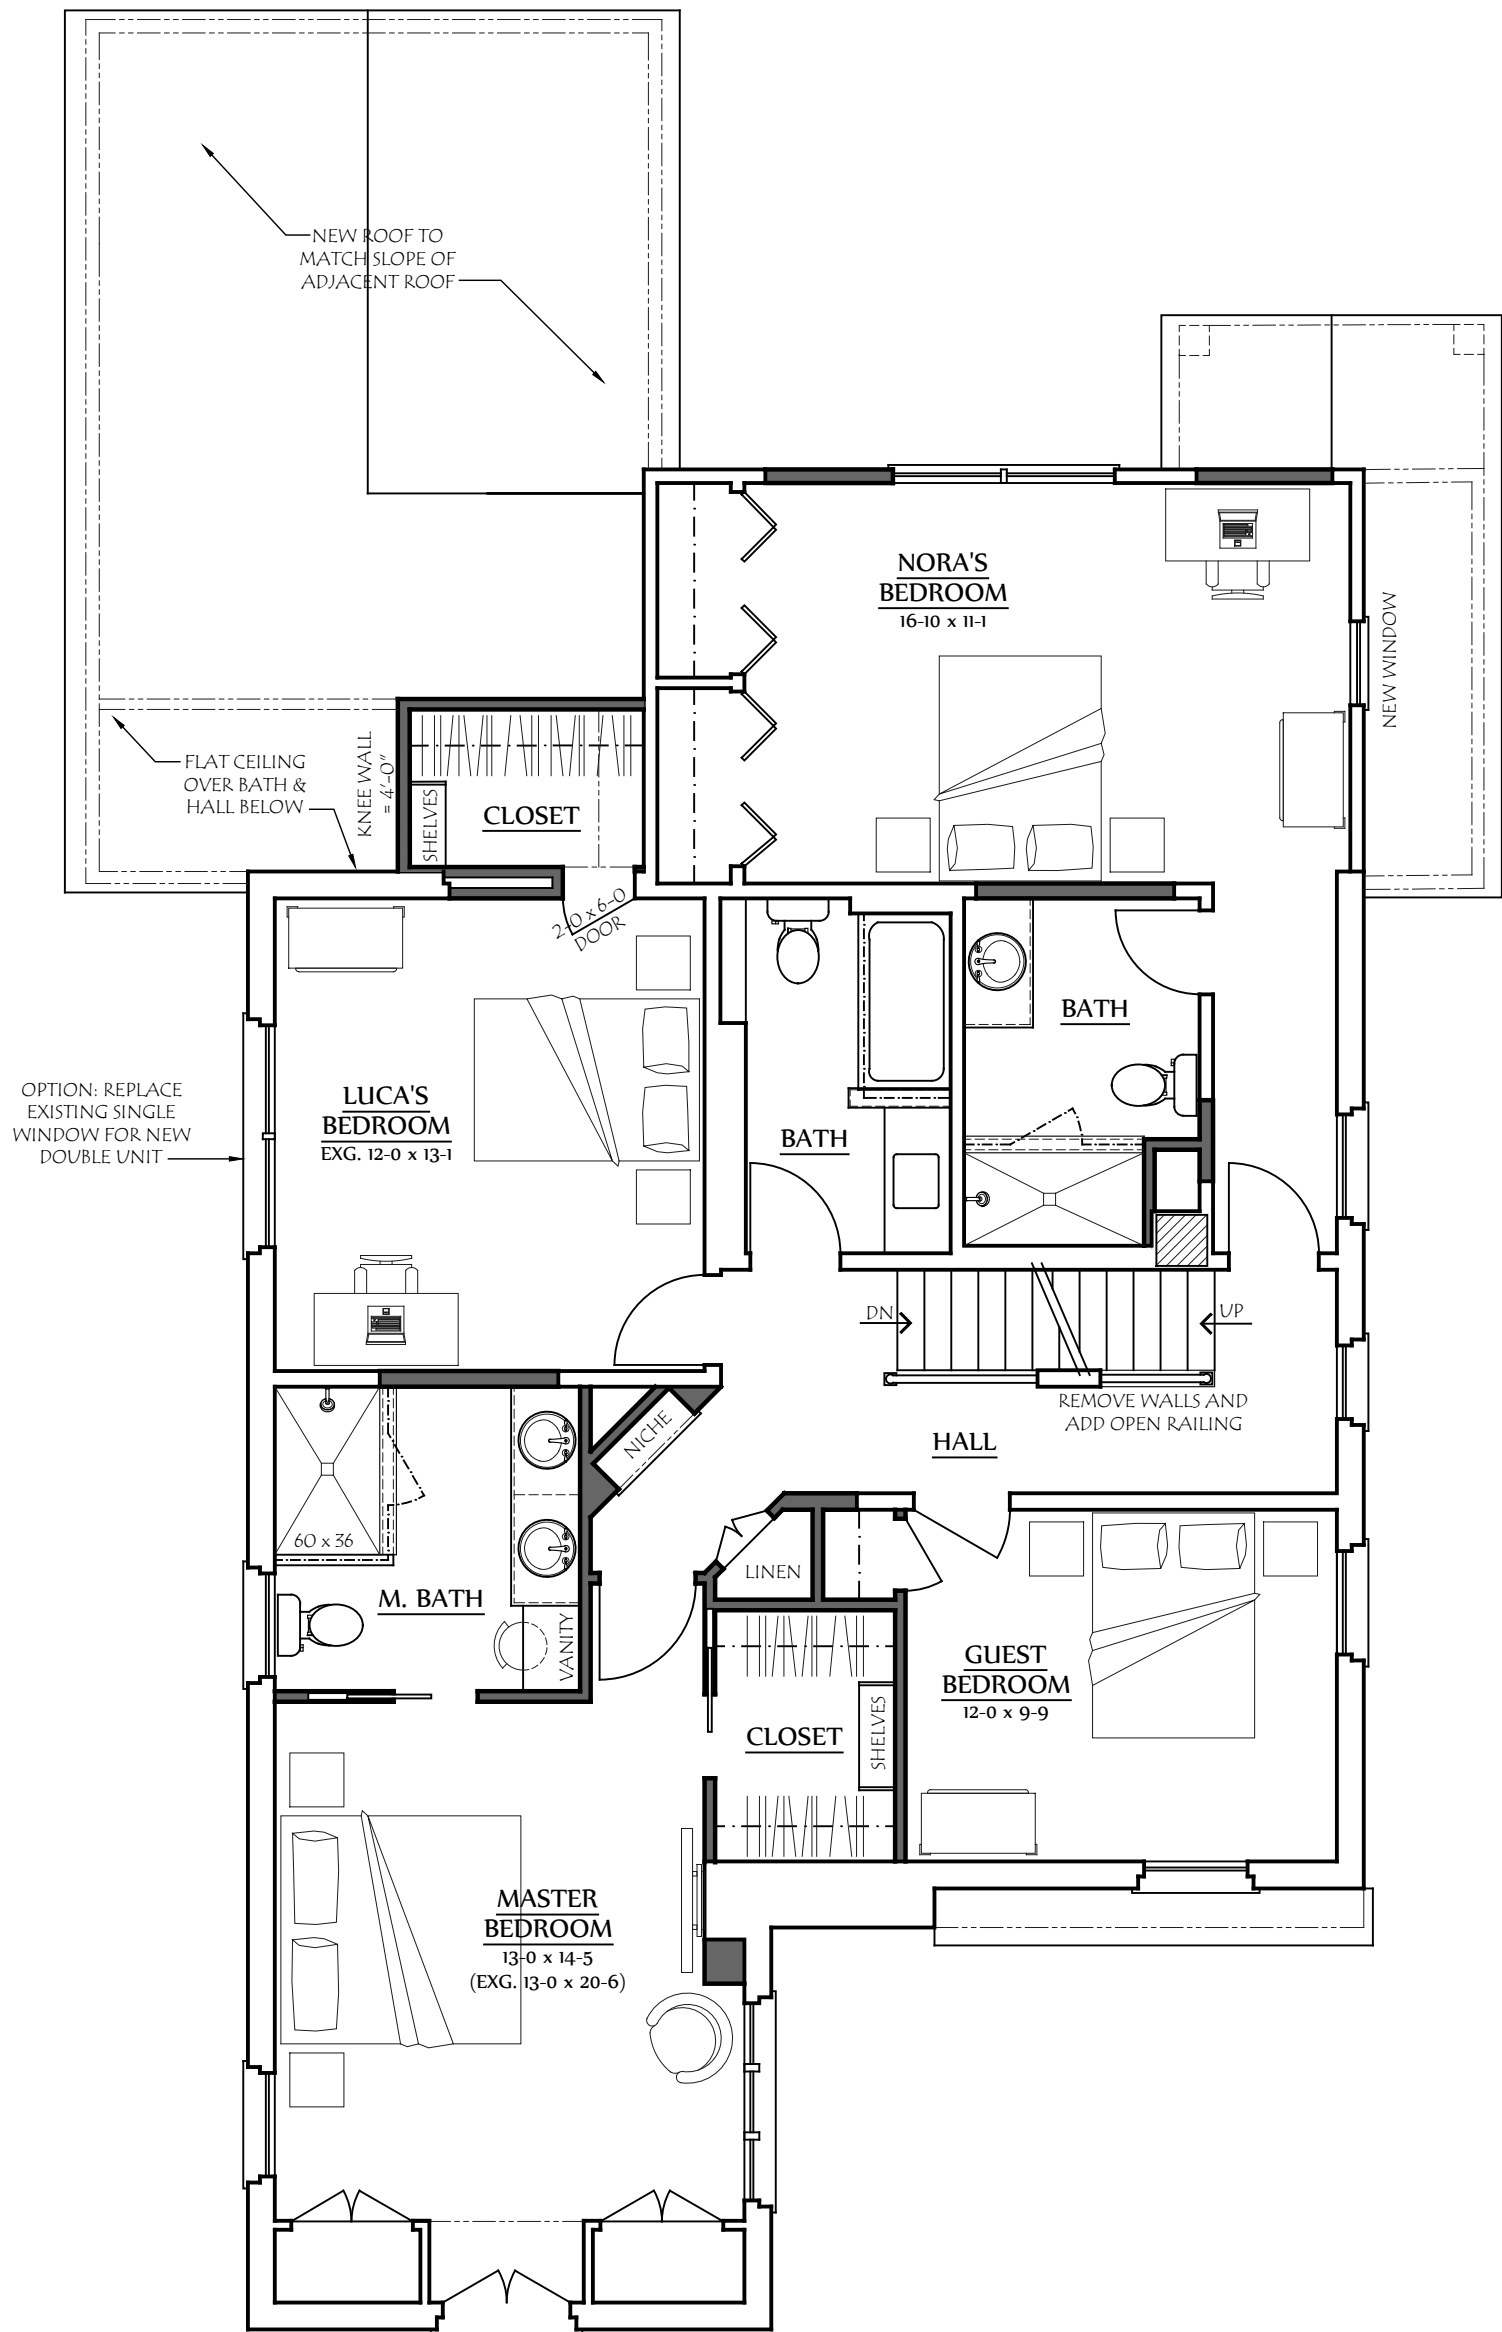 NEW ROOF TO
MATCH SLOPE OF
ADJACENT ROOF
NORA'S
BEDROOM
16-10 x 11-1
NEW WINDOW
FLAT CEILING
OVER BATH &
HALL BELOW
KNEE WALL
= 4'-0"
SHELVES
CLOSET
2-0 x 6-0
DOOR
BATH
LUCA'S
BEDROOM
EXG. 12-0 x 13-1
OPTION: REPLACE
EXISTING SINGLE
WINDOW FOR NEW
DOUBLE UNIT
BATH
DN
UP
REMOVE WALLS AND
ADD OPEN RAILING
NICHE
HALL
60 x 36
LINEN
M. BATH
VANITY
GUEST
BEDROOM
12-0 x 9-9
CLOSET
SHELVES
MASTER
BEDROOM
13-0 x 14-5
(EXG. 13-0 x 20-6)